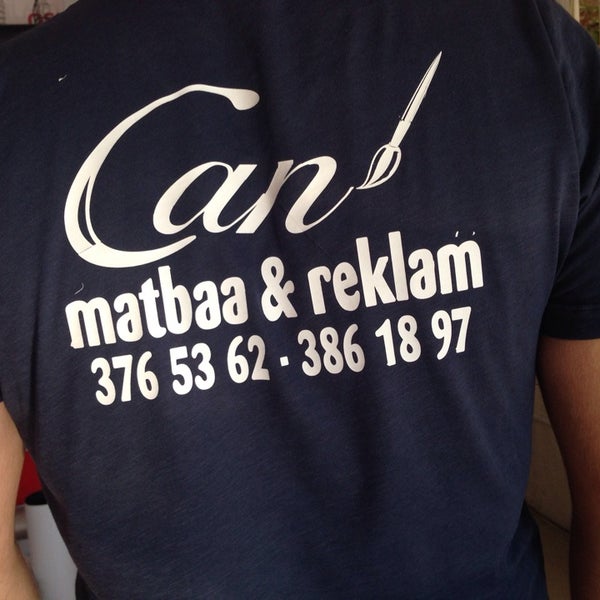 Can
matbaa & reklam
376 53 62 - 386 18 97